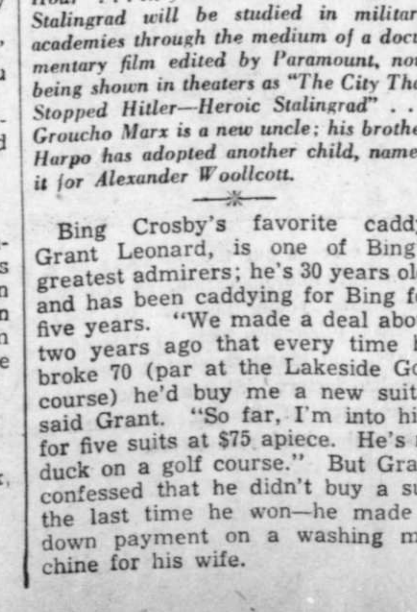 Stalingrad will be studied in militar
academies through the medium of a docu
mentary film edited by Paramount, no
being shown in theaters as "The City Tha
Stopped Hitler—Heroic Stalingrad" . .
Groucho Marx is a new uncle; his brothe
Harpo has adopted another child, name
it for Alexander Woollcott.
Bing Crosby's favorite caddy
Grant Leonard, is one of Bing
greatest admirers; he's 30 years ol
and has been caddying for Bing f
five years. "We made a deal abo
two years ago that every time h
broke 70 (par at the Lakeside Go
course) he'd buy me a new suit
said Grant. "So far, I'm into hi
for five suits at $75 apiece. He's
duck on a golf course." But Gra
confessed that he didn't buy a su
the last time he won—he made
down payment on a washing m
chine for his wife.